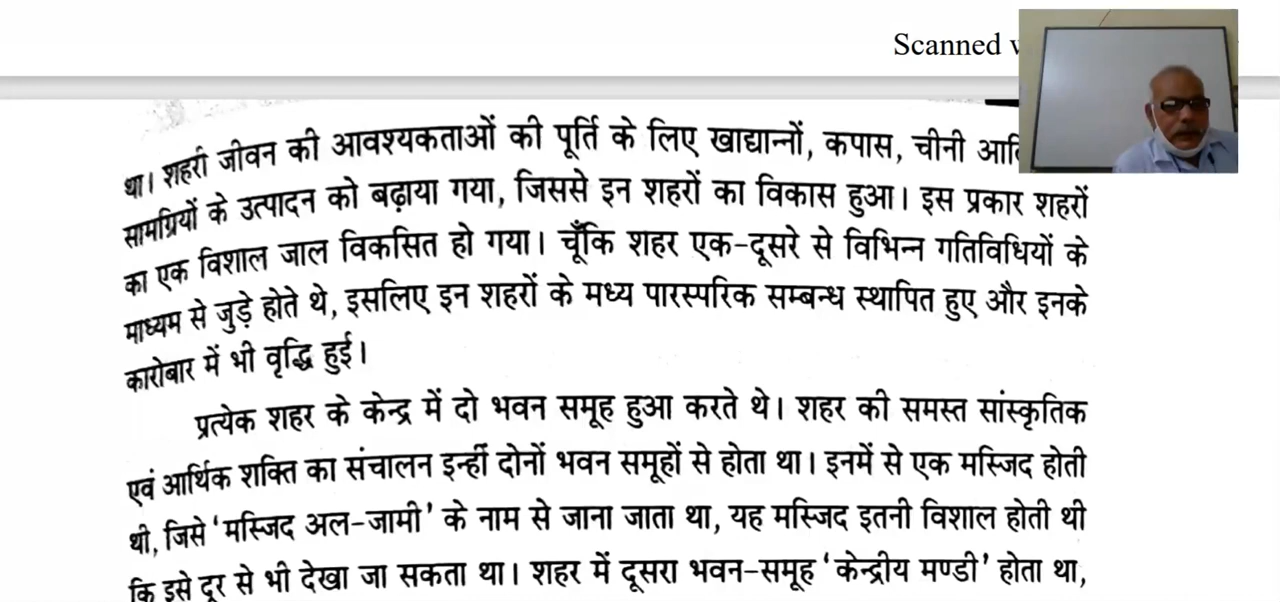 Scanned
था। शहरी जीवन की आवश्यकताओं की पूर्ति के लिए खाद्यान्नों, कपास, चीनी
सामग्रियों के उत्पादन को बढ़ाया गया, जिससे इन शहरों का विकास हुआ। इस प्रकार शहरों
का एक विशाल जाल विकसित हो गया। चूँकि शहर एक-दूसरे से विभिन्न गतिविधियों के
माध्यम से जुड़े होते थे, इसलिए इन शहरों के मध्य पारस्परिक सम्बन्ध स्थापित हुए और इनके
कारोबार में भी वृद्धि हुई।
प्रत्येक शहर के केन्द्र में दो भवन समूह हुआ करते थे। शहर की समस्त सांस्कृतिक
एवं आर्थिक शक्ति का संचालन इन्हीं दोनों भवन समूहों से होता था। इनमें से एक मस्जिद होती
थी, जिसे 'मस्जिद अल-जामी' के नाम से जाना जाता था, यह मस्जिद इतनी विशाल होती थी
कि इसे दूर से भी देखा जा सकता था। शहर में दूसरा भवन-समूह 'केन्द्रीय मण्डी' होता था,